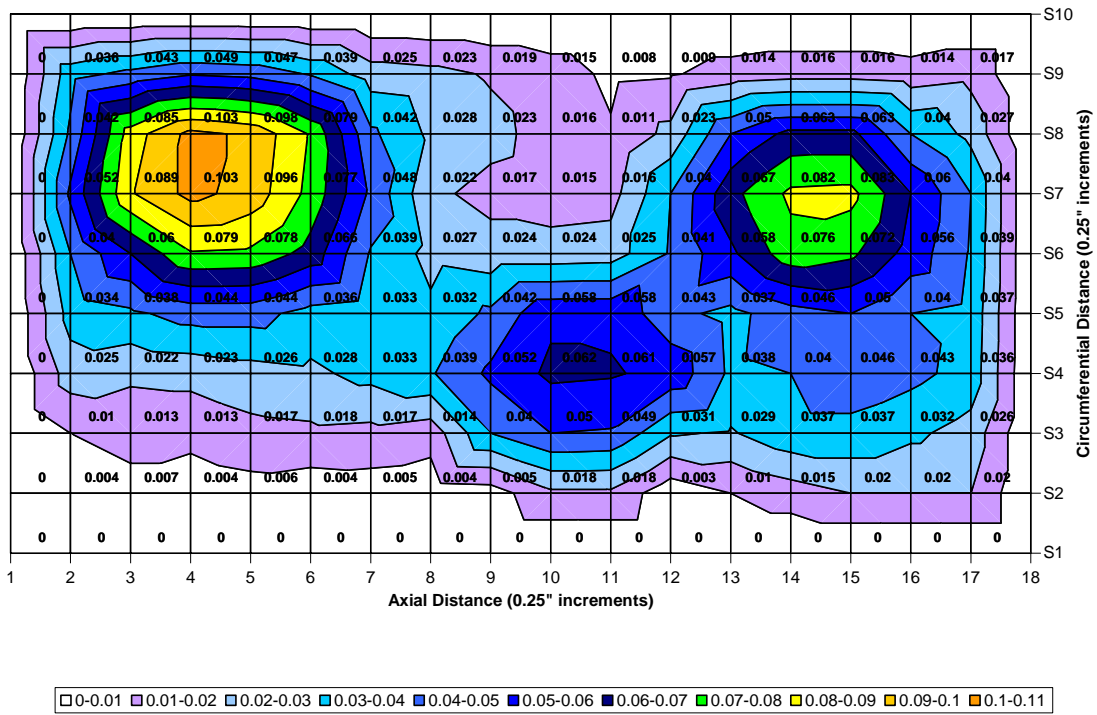 S10
0 0.036 0.043 0.049 0.047 0.039 0.025 0.023 0.019 0.015 0.008 0.009 0.014 0.016 0.016 0.014 0.017
S9
0 0.042 0.085 0.103 0.098 0.079 0.042 0.028 0.023 0.016 0.011 0.023 0.05 0.063 0.063 0.04 0.027
S8
0 0.052 0.089 0.103 0.096 0.077 0.048 0.022 0.017 0.015 0.016 0.04 0.067 0.082 0.083 0.06 0.04
S7
0 0.04 0.06 0.079 0.078 0.066 0.039 0.027 0.024 0.024 0.025 0.041 0.058 0.076 0.072 0.056 0.039
S6
0 0.034 0.038 0.044 0.044 0.036 0.033 0.032 0.042 0.058 0.058 0.043 0.037 0.046 0.05 0.04 0.037
S5
0 0.025 0.022 0.023 0.026 0.028 0.033 0.039 0.052 0.062 0.061 0.057 0.038 0.04 0.046 0.043 0.036
S4
0 0.01 0.013 0.013 0.017 0.018 0.017 0.014 0.04 0.05 0.049 0.031 0.029 0.037 0.037 0.032 0.026
S3
0 0.004 0.007 0.004 0.006 0.004 0.005 0.004 0.005 0.018 0.018 0.003 0.01 0.015 0.02 0.02 0.02
S2
0 0 0 0 0 0 0 0 0 0 0 0 0 0 0 0 0
S1
Circumferential Distance (0.25" increments)
1 2 3 4 5 6 7 8 9 10 11 12 13 14 15 16 17 18
Axial Distance (0.25" increments)
0-0.01 0.01-0.02 0.02-0.03 0.03-0.04 0.04-0.05 0.05-0.06 0.06-0.07 0.07-0.08 0.08-0.09 0.09-0.1 0.1-0.11